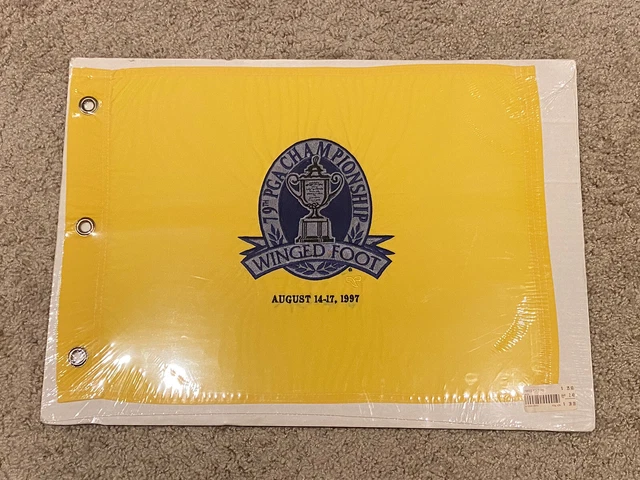 79TH PGA CHAMPIONSHIP
WINGED FOOT
AUGUST 14-17, 1997